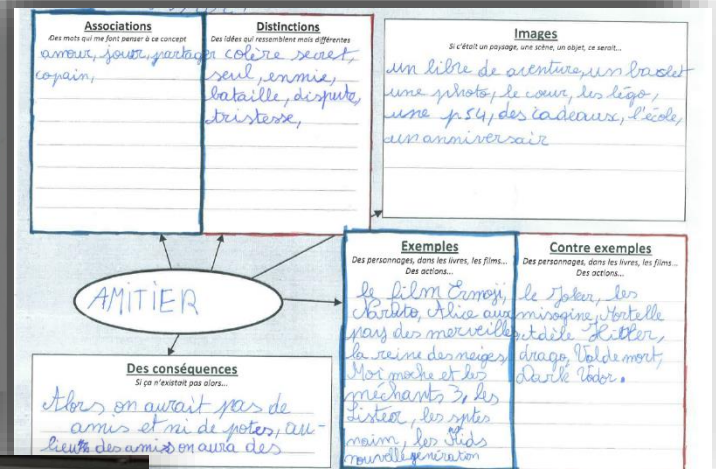 Associations
Des mots qui me font penser à ce concept
amour, jouer, partager
copain,
Distinctions
Des idées qui ressemblent mais différentes
colère secret,
seul, enmie,
bataille, dispute,
tristesse,
Images
Si c'était un paysage, une scène, un objet, ce serait...
un libre de aventure, un bracelet
une photo, le cœur, les légo,
une ps4, des cadeaux, l'école,
un anniversair
AMITIER
Exemples
Des personnages, dans les livres, les films...
Des actions...
le film Emoji,
Naruto, Alice aux
pays des merveilles
la reine des neiges,
Moi moche et les
méchants 3, les
Sisters, les septs
naim, les Kids
nouvelle génération
Contre exemples
Des personnages, dans les livres, les films...
Des actions...
le Joker, les
misogine, Mortelle
Adèle Hitler,
drago, Valdemort,
Dark Vador.
Des conséquences
Si ça n'existait pas alors...
Alors on aurait pas de
amis et ni de potes, au-
lieu des amis on aura des